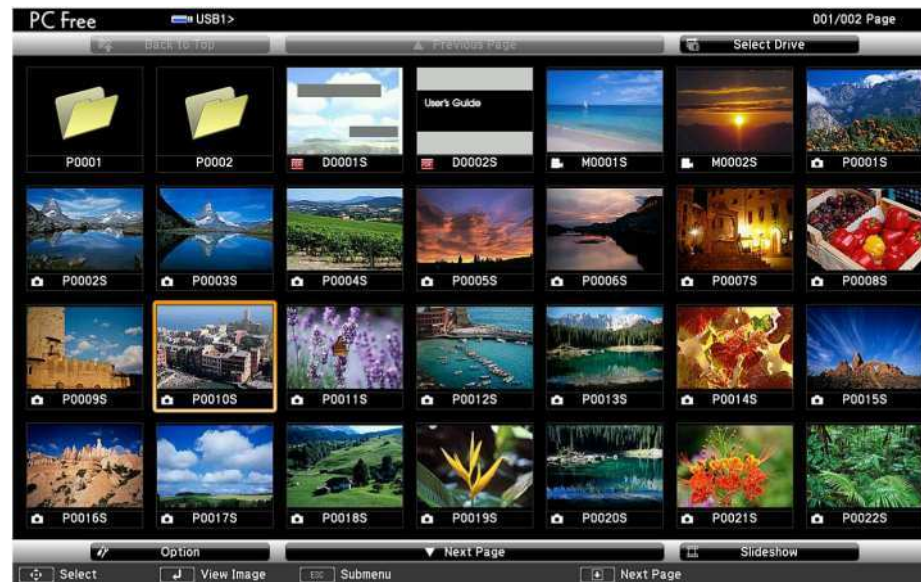 PC Free USB1> 001/002 Page
Back to Top Previous Page Select Drive
User's Guide
P0001 P0002 PDF D0001S PDF D0002S M0001S M0002S P0001S
P0002S P0003S P0004S P0005S P0006S P0007S P0008S
P0009S P0010S P0011S P0012S P0013S P0014S P0015S
P0016S P0017S P0018S P0019S P0020S P0021S P0022S
Option Next Page Slideshow
Select View Image ESC Submenu Next Page